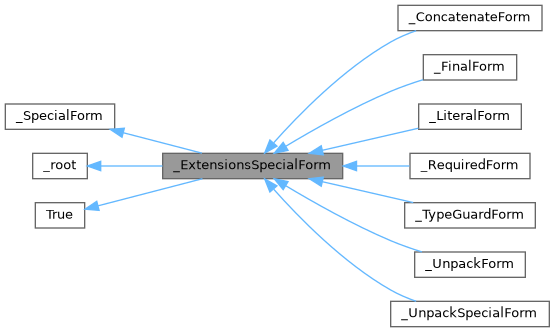 _ConcatenateForm
_FinalForm
_SpecialForm
_LiteralForm
_root
_ExtensionsSpecialForm
_RequiredForm
True
_TypeGuardForm
_UnpackForm
_UnpackSpecialForm